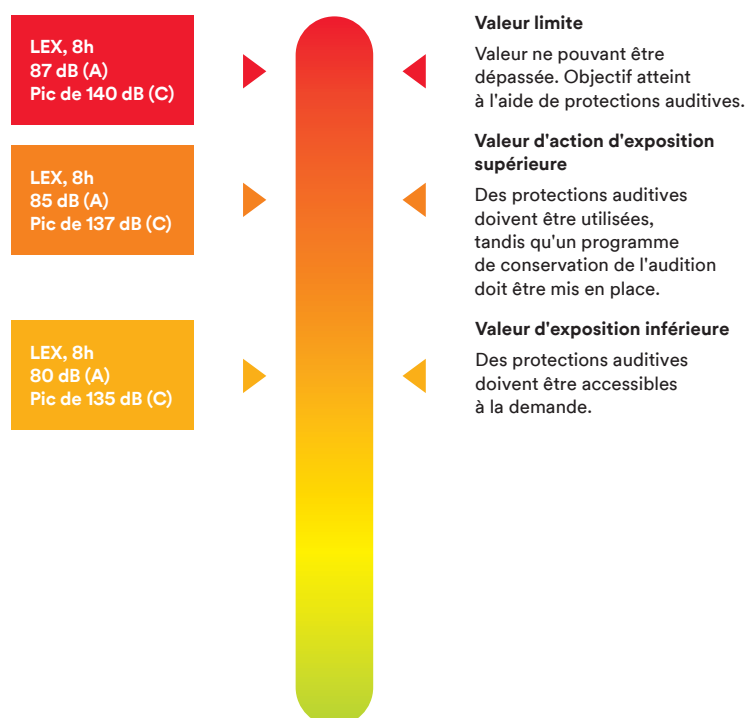 LEX, 8h
87 dB (A)
Pic de 140 dB (C)
Valeur limite
Valeur ne pouvant être
dépassée. Objectif atteint
à l'aide de protections auditives.
LEX, 8h
85 dB (A)
Pic de 137 dB (C)
Valeur d'action d'exposition
supérieure
Des protections auditives
doivent être utilisées,
tandis qu'un programme
de conservation de l'audition
doit être mis en place.
LEX, 8h
80 dB (A)
Pic de 135 dB (C)
Valeur d'exposition inférieure
Des protections auditives
doivent être accessibles
à la demande.